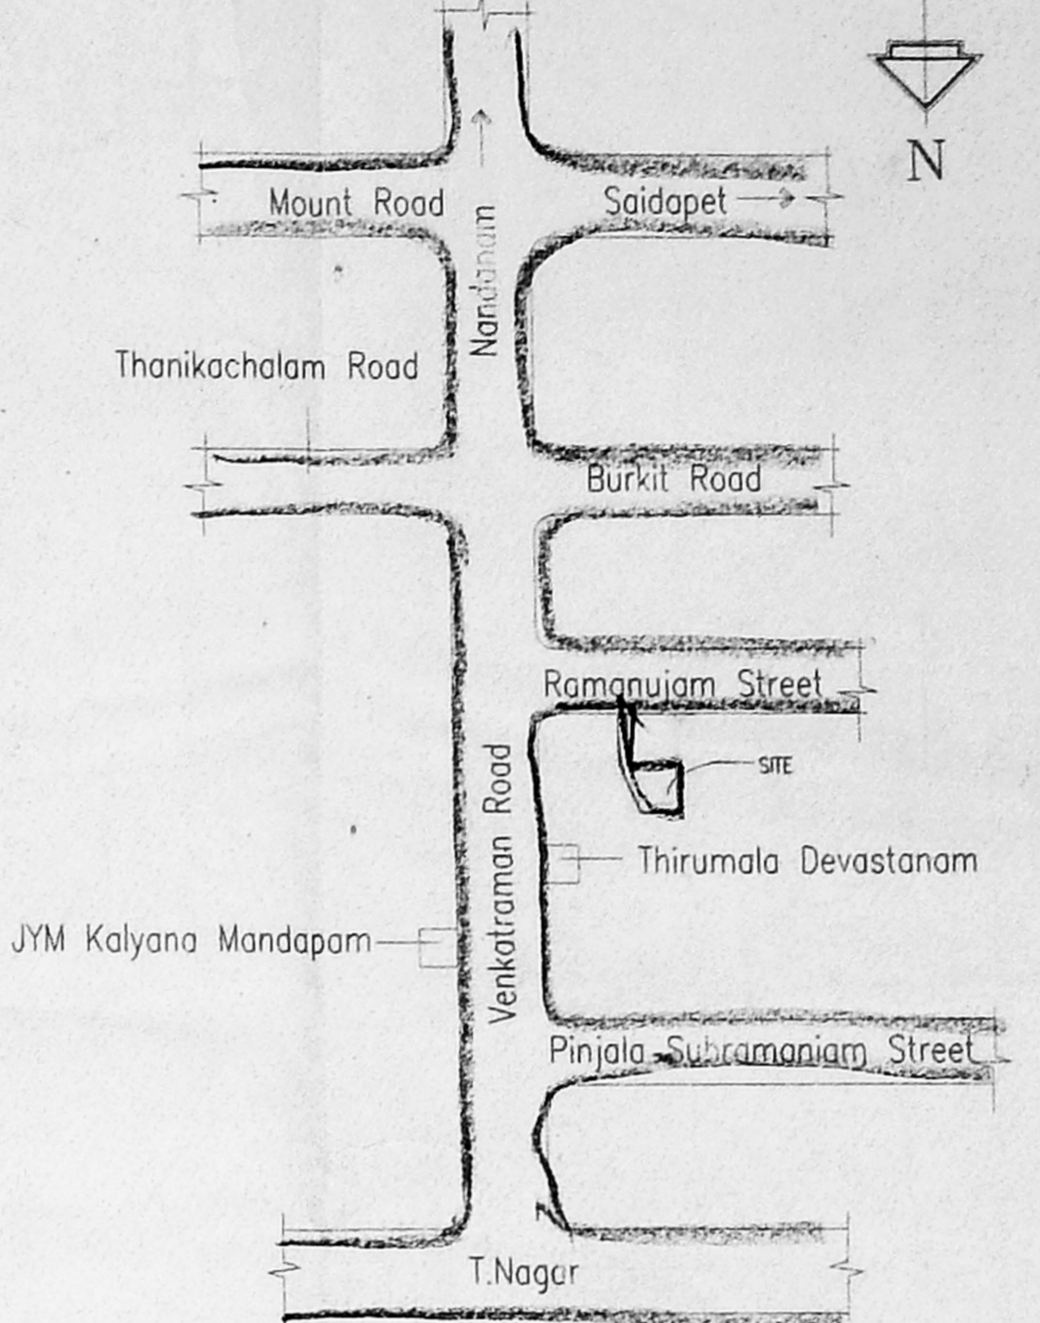 N
Mount Road
Saidapet
Nandanam
Thanikachalam Road
Burkit Road
Ramanujam Street
SITE
Venkatraman Road
Thirumala Devastanam
JYM Kalyana Mandapam
Pinjala Subramaniam Street
T.Nagar